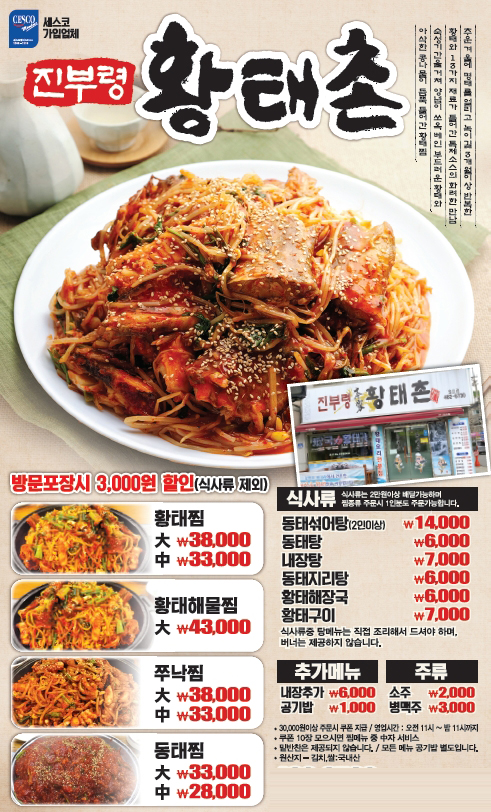 CESCO
세스코
가입업체
진부령
황태촌
추운 겨울에 명태를 얼리고 녹이길 3개월이상 반복한
황태와 13가지 재료가 들어간 특제소스의 화려한 만남
숙성기간을 거쳐 양념이 쏘옥 베인 부드러운 황태와
아삭한 콩나물이 듬뿍 들어간 황태찜
진부령 황태촌
방문포장시 3,000원 할인(식사류 제외)
황태찜
大 ₩38,000
中 ₩33,000
황태해물찜
大 ₩43,000
쭈낙찜
大 ₩38,000
中 ₩33,000
동태찜
大 ₩33,000
中 ₩28,000
식사류 식사류는 2만원이상 배달가능하며
찜종류 주문시 1인분도 주문가능합니다.
동태섞어탕(2인이상) ₩14,000
동태탕 ₩6,000
내장탕 ₩7,000
동태지리탕 ₩6,000
황태해장국 ₩6,000
황태구이 ₩7,000
식사류중 탕메뉴는 직접 조리해서 드셔야 하며,
버너는 제공하지 않습니다.
추가메뉴
내장추가 ₩6,000
공기밥 ₩1,000
주류
소주 ₩2,000
병맥주 ₩3,000
• 30,000원이상 주문시 쿠폰 지급 / 영업시간 : 오전 11시 ~ 밤 11시까지
• 쿠폰 10장 모으시면 찜메뉴 중 中자 서비스
• 밑반찬은 제공되지 않습니다. / 모든 메뉴 공기밥 별도입니다.
• 원산지 – 김치,쌀:국내산